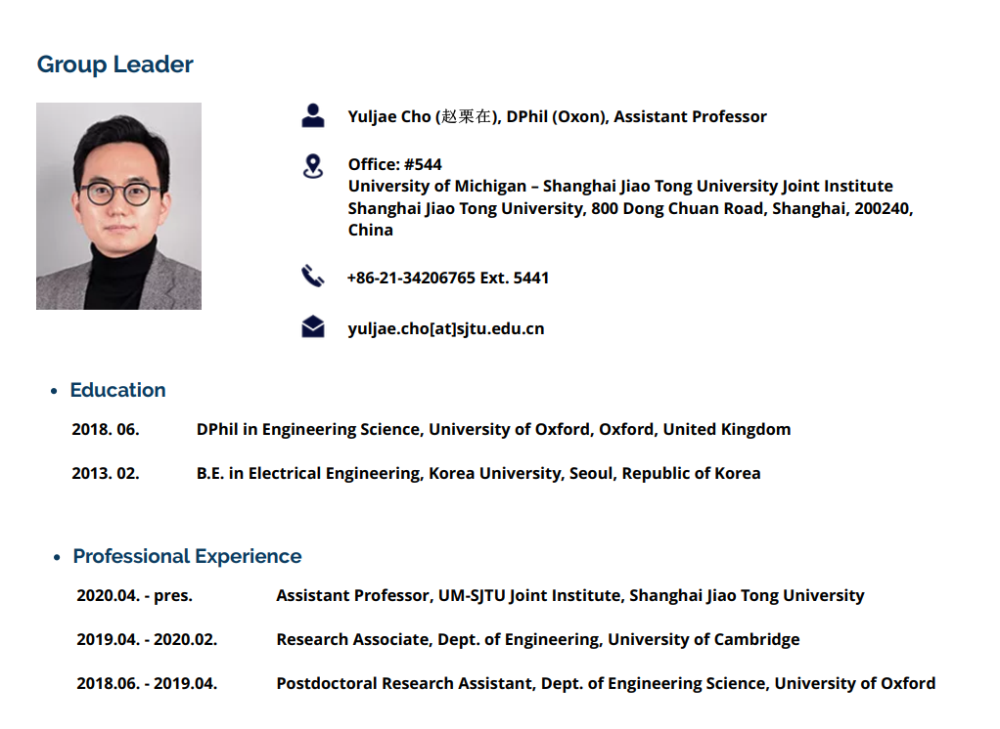 Group Leader
Yuljae Cho (赵栗在), DPhil (Oxon), Assistant Professor
Office: #544
University of Michigan – Shanghai Jiao Tong University Joint Institute
Shanghai Jiao Tong University, 800 Dong Chuan Road, Shanghai, 200240,
China
+86-21-34206765 Ext. 5441
yuljae.cho[at]sjtu.edu.cn
• Education
2018. 06. DPhil in Engineering Science, University of Oxford, Oxford, United Kingdom
2013. 02. B.E. in Electrical Engineering, Korea University, Seoul, Republic of Korea
• Professional Experience
2020.04. - pres. Assistant Professor, UM-SJTU Joint Institute, Shanghai Jiao Tong University
2019.04. - 2020.02. Research Associate, Dept. of Engineering, University of Cambridge
2018.06. - 2019.04. Postdoctoral Research Assistant, Dept. of Engineering Science, University of Oxford